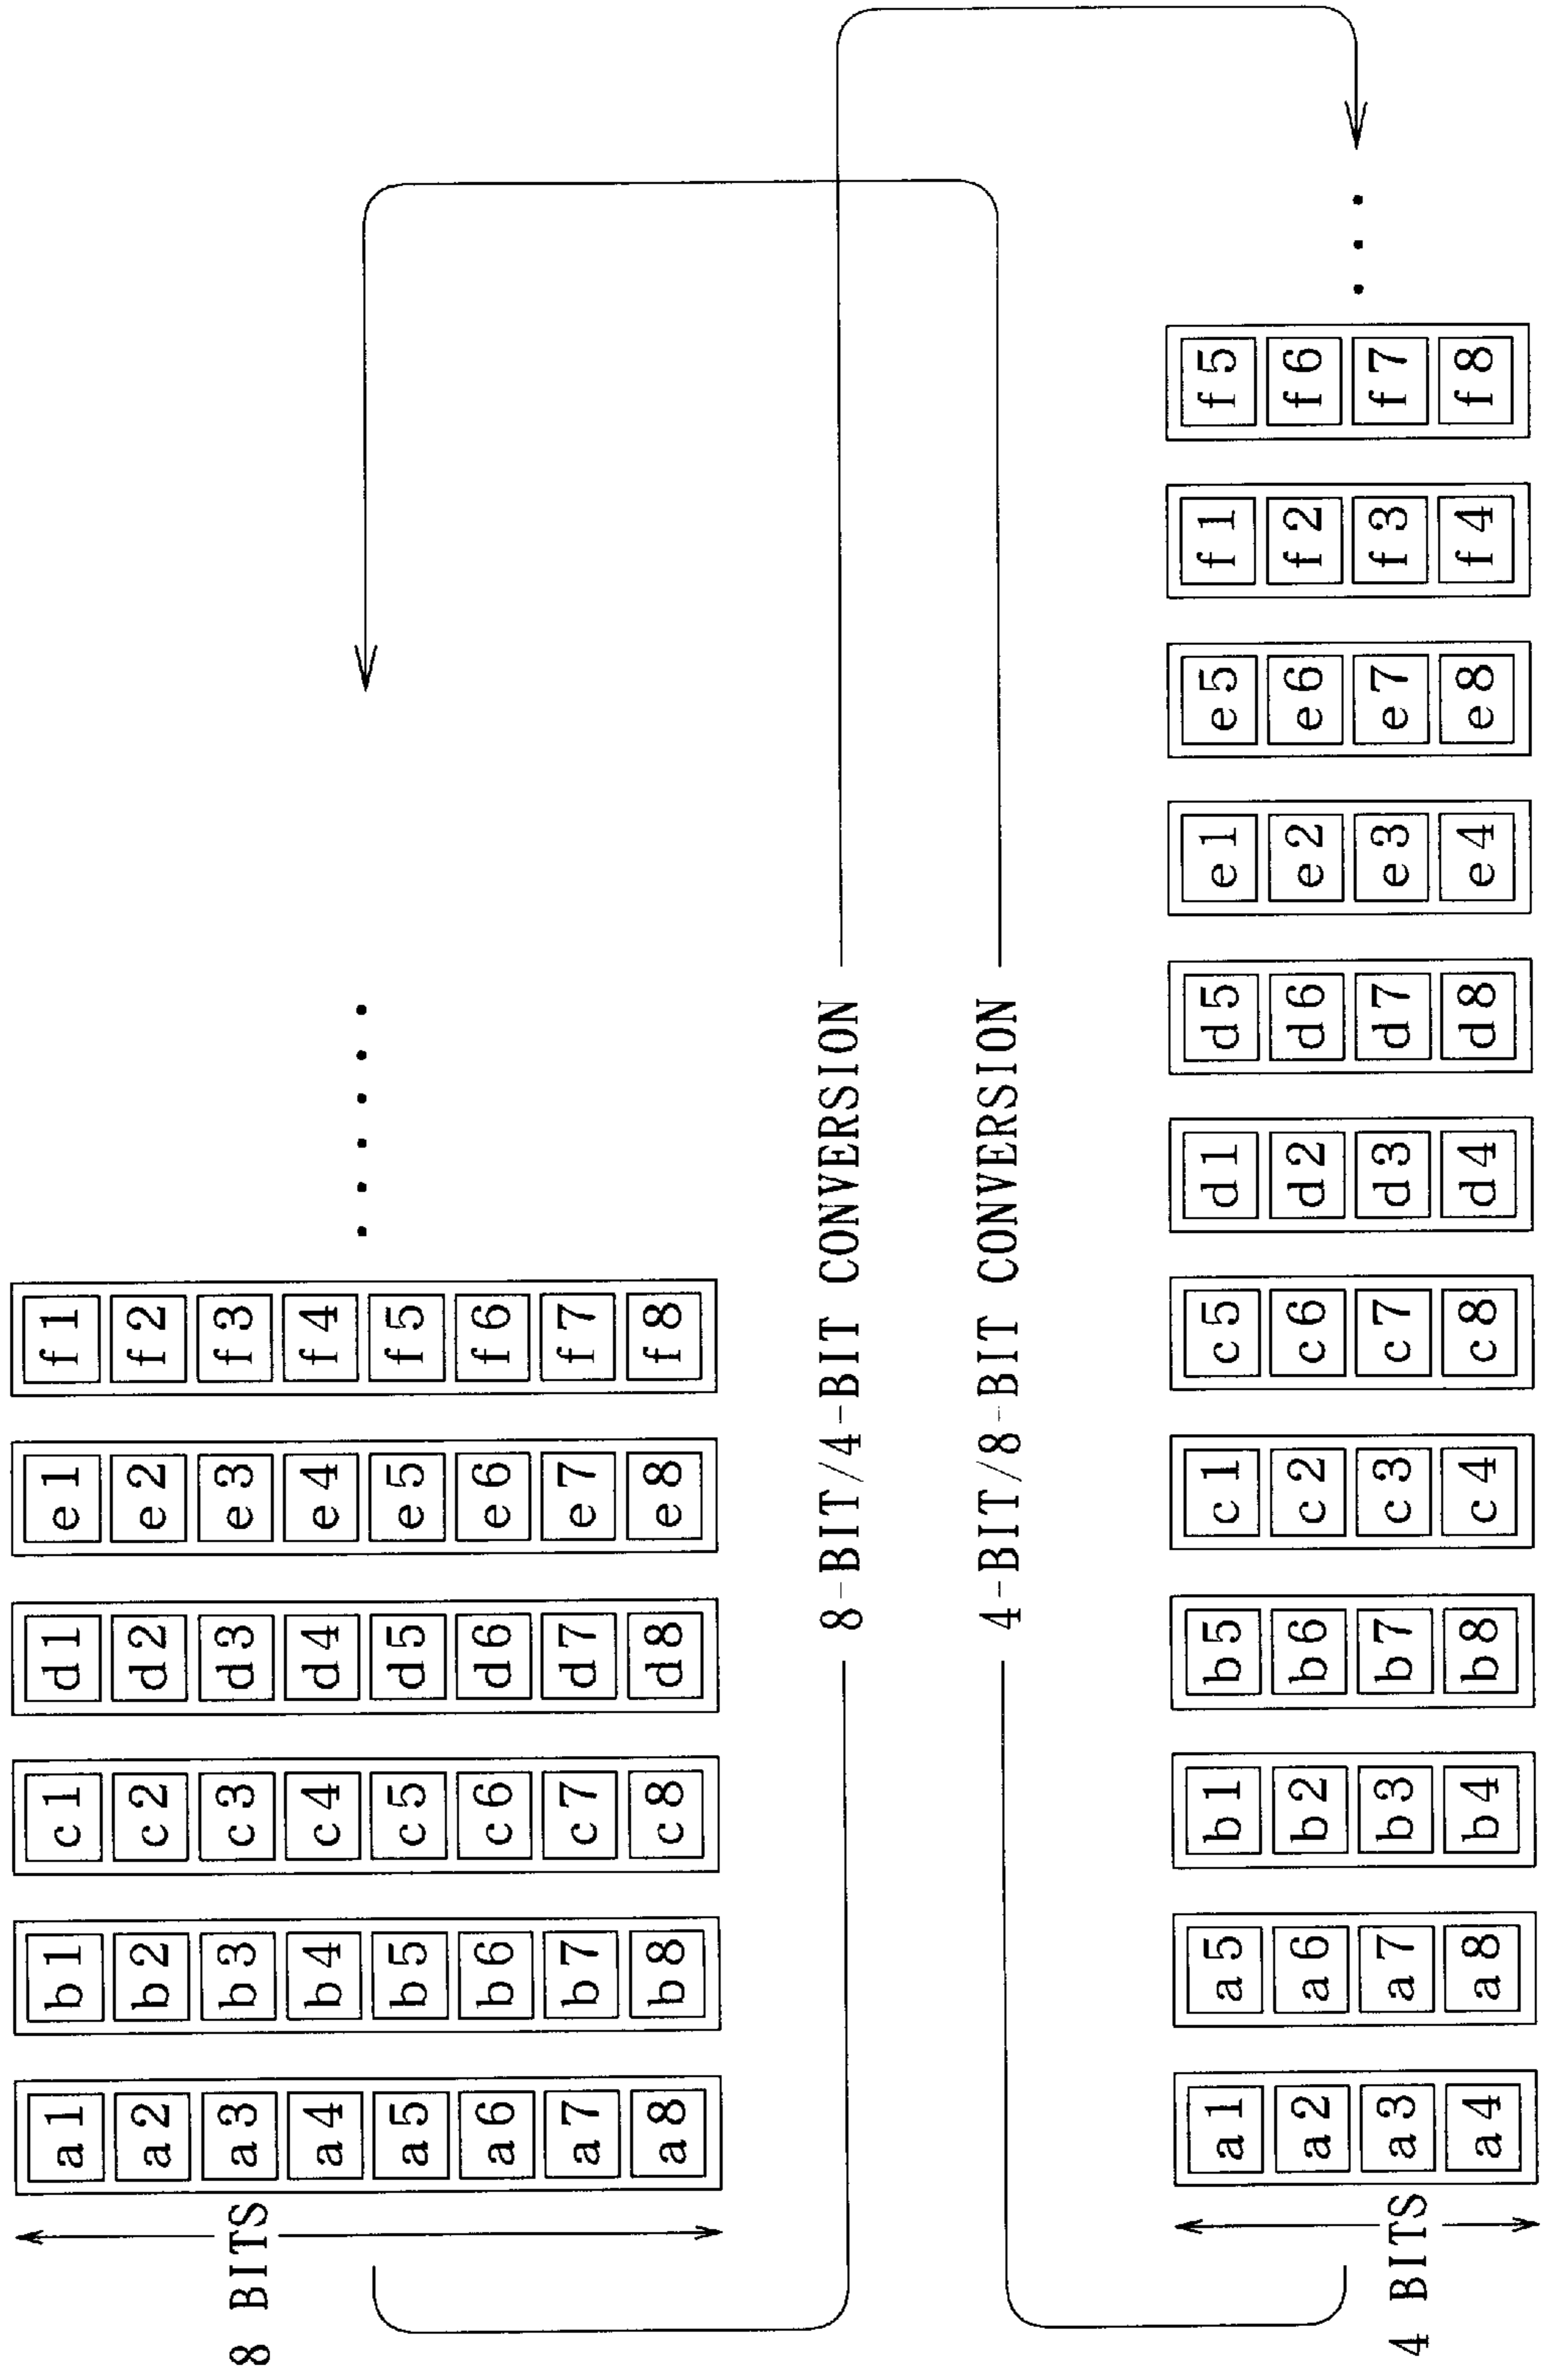 a1 b1 c1 d1 e1 f1
a2 b2 c2 d2 e2 f2
8 BITS a3 b3 c3 d3 e3 f3
a4 b4 c4 d4 e4 f4
a5 b5 c5 d5 e5 f5
a6 b6 c6 d6 e6 f6
a7 b7 c7 d7 e7 f7
a8 b8 c8 d8 e8 f8
8-BIT/4-BIT CONVERSION
4-BIT/8-BIT CONVERSION
a1 a5 b1 b5 c1 c5 d1 d5 e1 e5 f1 f5
a2 a6 b2 b6 c2 c6 d2 d6 e2 e6 f2 f6
4 BITS a3 a7 b3 b7 c3 c7 d3 d7 e3 e7 f3 f7
a4 a8 b4 b8 c4 c8 d4 d8 e4 e8 f4 f8